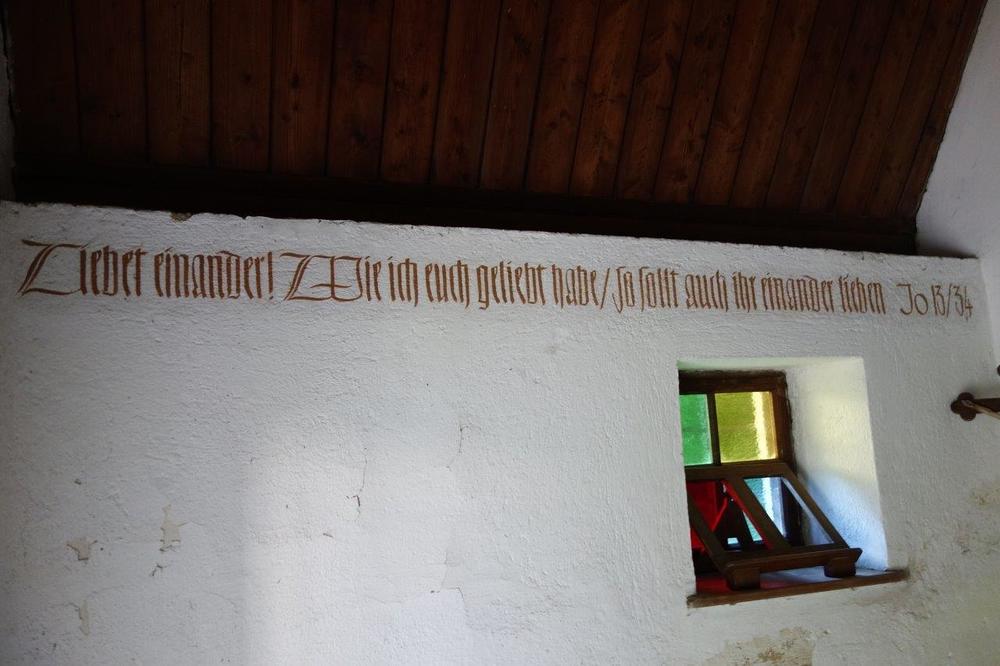 Liebet einander! Wie ich euch geliebt habe / so sollt auch ihr einander lieben Jo 13/34